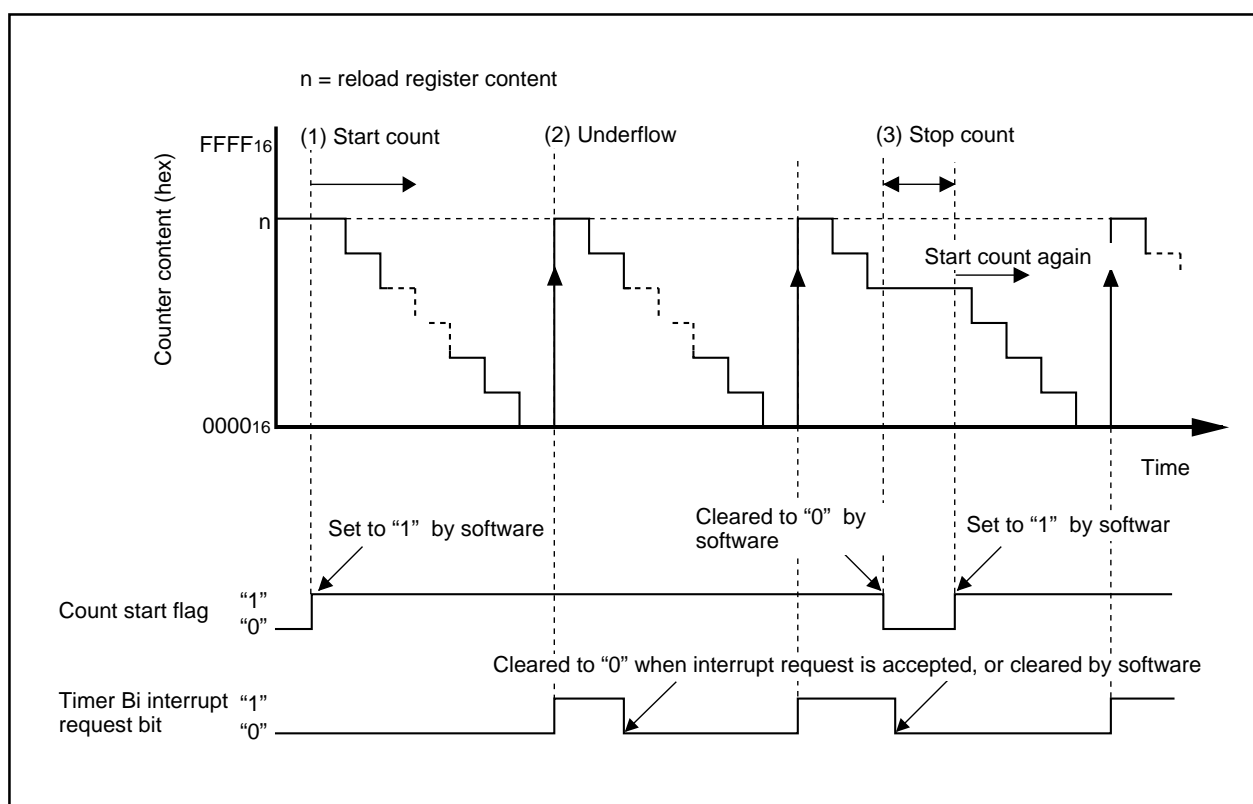 n = reload register content
FFFF16
(1) Start count
(2) Underflow
(3) Stop count
Counter content (hex)
n
Start count again
000016
Time
Set to “1” by software
Cleared to “0” by
software
Set to “1” by softwar
Count start flag
“1”
“0”
Cleared to “0” when interrupt request is accepted, or cleared by software
Timer Bi interrupt
request bit
“1”
“0”